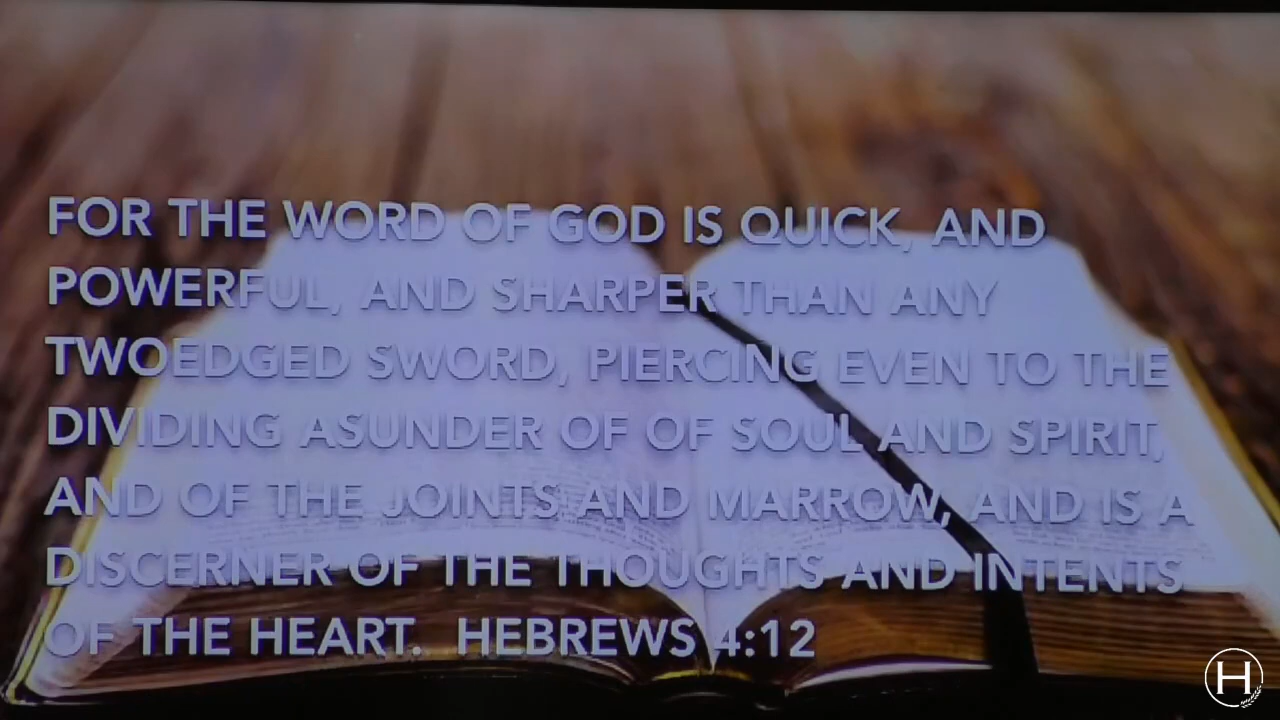 FOR THE WORD OF GOD IS QUICK, AND
POWERFUL, AND SHARPER THAN ANY
TWOEDGED SWORD, PIERCING EVEN TO THE
DIVIDING ASUNDER OF OF SOUL AND SPIRIT,
AND OF THE JOINTS AND MARROW, AND IS A
DISCERNER OF THE THOUGHTS AND INTENTS
OF THE HEART. HEBREWS 4:12
H